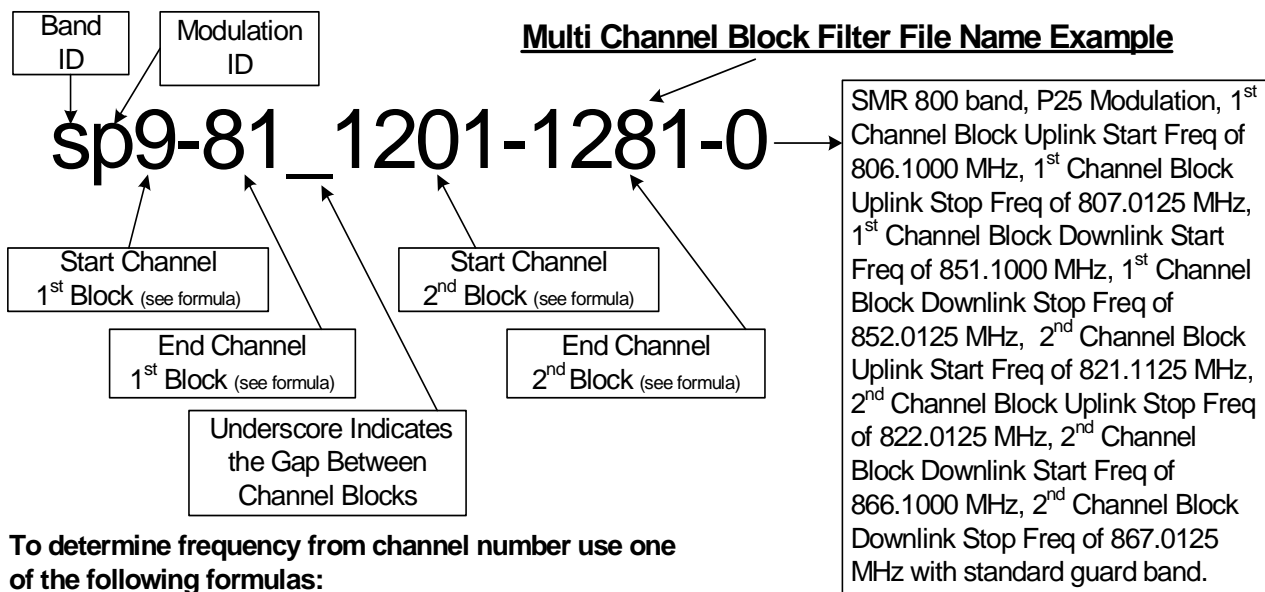 Band
ID
Modulation
ID
Multi Channel Block Filter File Name Example
sp9-81_1201-1281-0
SMR 800 band, P25 Modulation, 1st
Channel Block Uplink Start Freq of
806.1000 MHz, 1st Channel Block
Uplink Stop Freq of 807.0125 MHz,
1st Channel Block Downlink Start
Freq of 851.1000 MHz, 1st Channel
Block Downlink Stop Freq of
852.0125 MHz, 2nd Channel Block
Uplink Start Freq of 821.1125 MHz,
2nd Channel Block Uplink Stop Freq
of 822.0125 MHz, 2nd Channel
Block Downlink Start Freq of
866.1000 MHz, 2nd Channel Block
Downlink Stop Freq of 867.0125
MHz with standard guard band.
Start Channel
1st Block (see formula)
Start Channel
2nd Block (see formula)
End Channel
1st Block (see formula)
End Channel
2nd Block (see formula)
Underscore Indicates
the Gap Between
Channel Blocks
To determine frequency from channel number use one
of the following formulas: